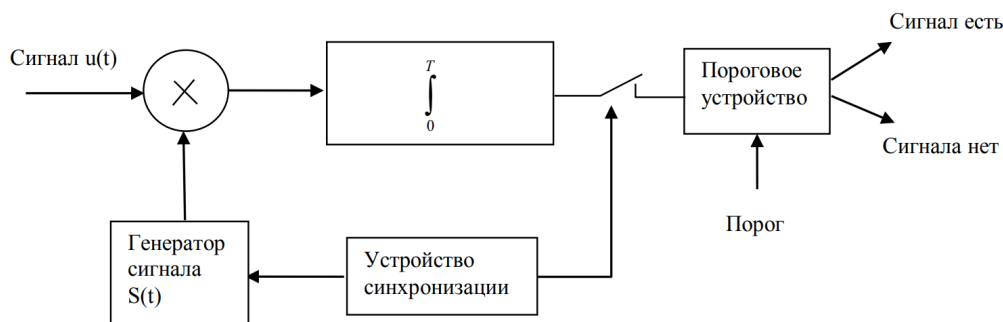 Сигнал u(t)
T
∫
0
Пороговое
устройство
Сигнал есть
Сигнала нет
Порог
Генератор
сигнала
S(t)
Устройство
синхронизации